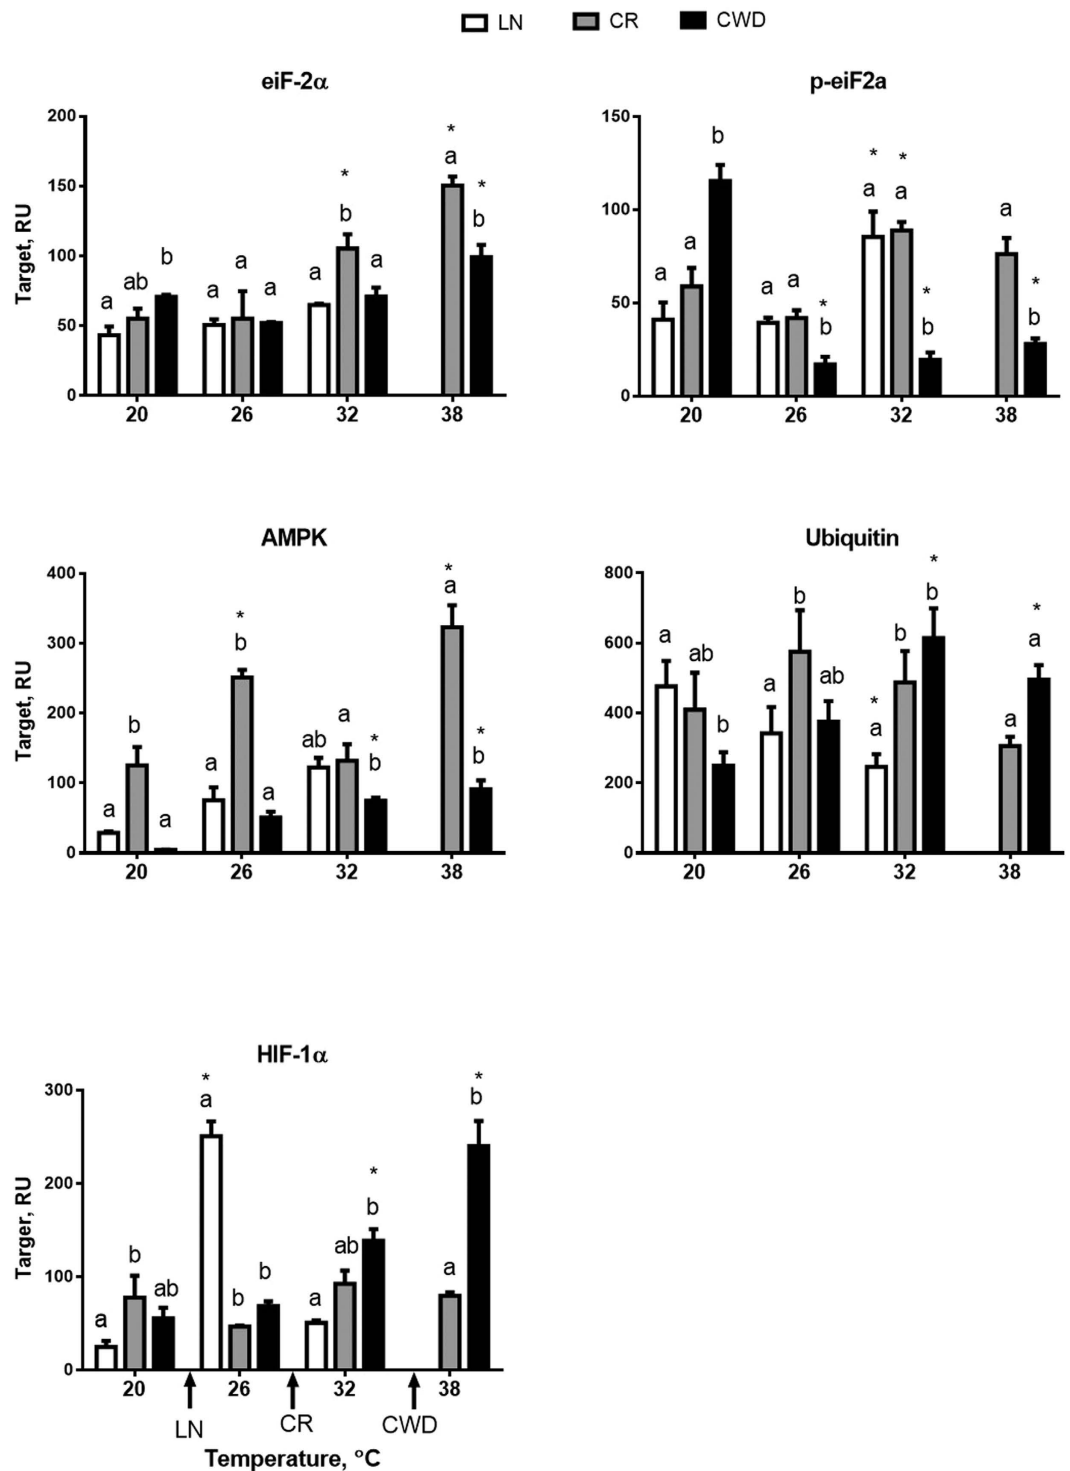 LN CR CWD
eiF-2α
Target, RU
200
150
100
50
0
a ab b
a a a
a * b a
* a * b
20 26 32 38
p-eiF2a
150
100
50
0
a a b
a a * b
* a * a * b
a * b
20 26 32 38
AMPK
Target, RU
400
300
200
100
0
a b a
a * b a
ab a * b
* a * b
20 26 32 38
Ubiquitin
800
600
400
200
0
a ab b
a b ab
* a b * b
a * a
20 26 32 38
HIF-1α
Targer, RU
300
200
100
0
a b ab
* a b b
a ab * b
a * b
20 26 32 38
LN CR CWD
Temperature, °C